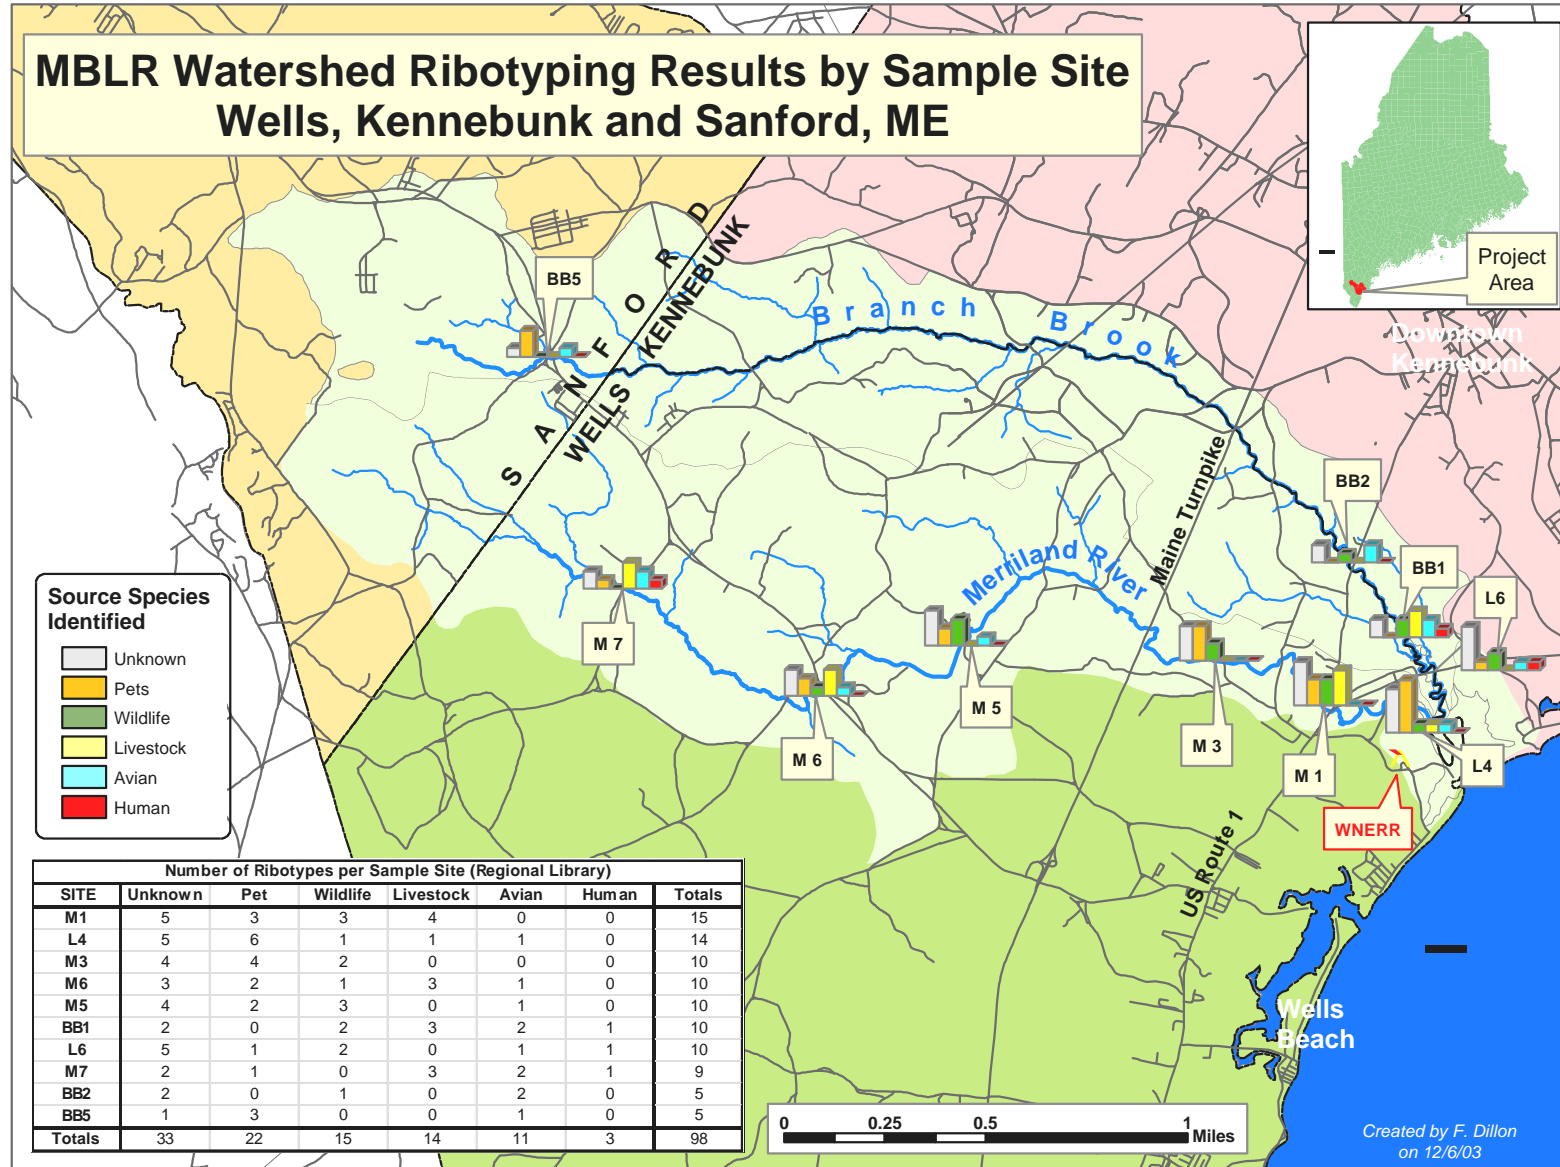 MBLR Watershed Ribotyping Results by Sample Site
Wells, Kennebunk and Sanford, ME
Project
Area
Downtown
Kennebunk
SANFORD
KENNEBUNK
WELLS
Branch Brook
Merriland River
Maine Turnpike
US Route 1
BB5
BB2
BB1
L6
M 7
M 6
M 5
M 3
M 1
L4
WNERR
Wells
Beach
Source Species
Identified
Unknown
Pets
Wildlife
Livestock
Avian
Human
Number of Ribotypes per Sample Site (Regional Library)
SITE Unknown Pet Wildlife Livestock Avian Human Totals
M1 5 3 3 4 0 0 15
L4 5 6 1 1 1 0 14
M3 4 4 2 0 0 0 10
M6 3 2 1 3 1 0 10
M5 4 2 3 0 1 0 10
BB1 2 0 2 3 2 1 10
L6 5 1 2 0 1 1 10
M7 2 1 0 3 2 1 9
BB2 2 0 1 0 2 0 5
BB5 1 3 0 0 1 0 5
Totals 33 22 15 14 11 3 98
0 0.25 0.5 1
Miles
Created by F. Dillon
on 12/6/03